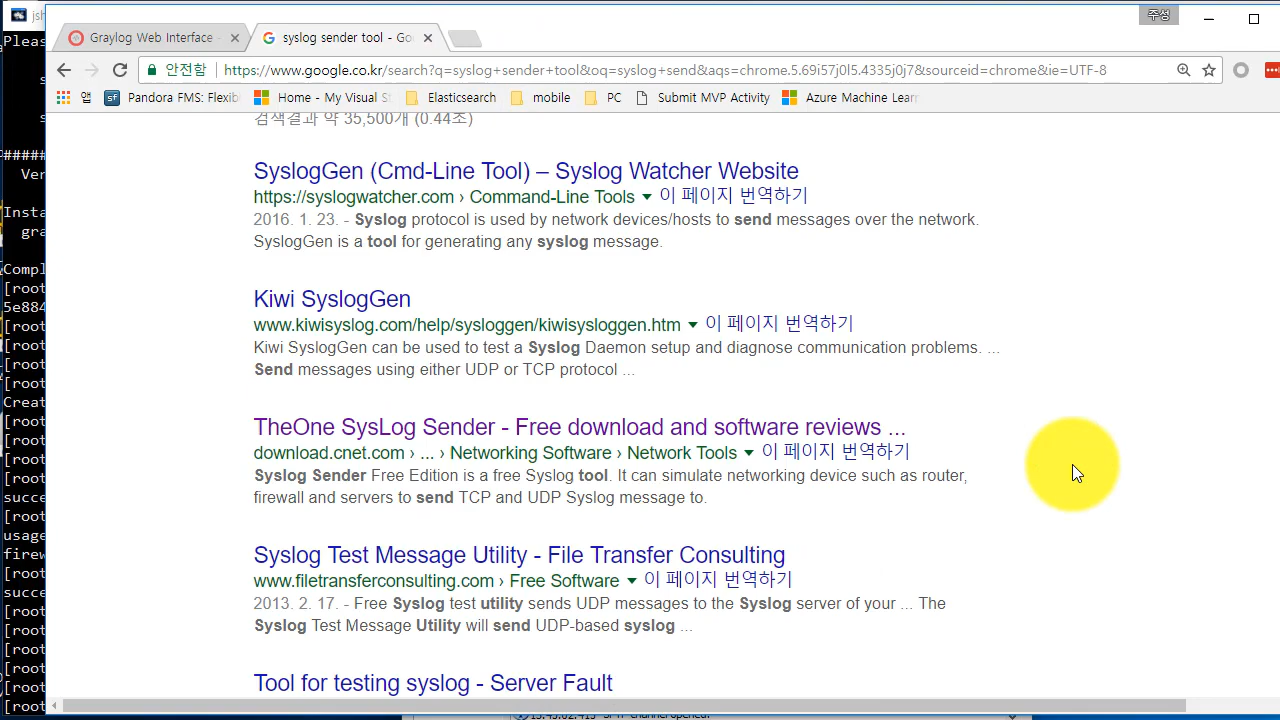 jsh
주성
Graylog Web Interface
syslog sender tool - Go
안전함 https://www.google.co.kr/search?q=syslog+sender+tool&oq=syslog+send&aqs=chrome.5.69i57j0l5.4335j0j7&sourceid=chrome&ie=UTF-8
앱 sf Pandora FMS: Flexib Home - My Visual St Elasticsearch mobile PC Submit MVP Activity Azure Machine Lear
검색결과 약 35,500개 (0.44초)
SyslogGen (Cmd-Line Tool) – Syslog Watcher Website
https://syslogwatcher.com › Command-Line Tools 이 페이지 번역하기
2016. 1. 23. - Syslog protocol is used by network devices/hosts to send messages over the network.
SyslogGen is a tool for generating any syslog message.
Kiwi SyslogGen
www.kiwisyslog.com/help/sysloggen/kiwisysloggen.htm 이 페이지 번역하기
Kiwi SyslogGen can be used to test a Syslog Daemon setup and diagnose communication problems. ...
Send messages using either UDP or TCP protocol ...
TheOne SysLog Sender - Free download and software reviews ...
download.cnet.com › ... › Networking Software › Network Tools 이 페이지 번역하기
Syslog Sender Free Edition is a free Syslog tool. It can simulate networking device such as router,
firewall and servers to send TCP and UDP Syslog message to.
Syslog Test Message Utility - File Transfer Consulting
www.filetransferconsulting.com › Free Software 이 페이지 번역하기
2013. 2. 17. - Free Syslog test utility sends UDP messages to the Syslog server of your ... The
Syslog Test Message Utility will send UDP-based syslog ...
Tool for testing syslog - Server Fault
Pleas
s
s
#####
Ver
Insta
gra
Compl
[root
5e884
[root
[root
[root
[root
Creat
[root
[root
[root
[root
succe
[root
usage
firew
[root
succe
[root
[root
[root
[root
[root
[root